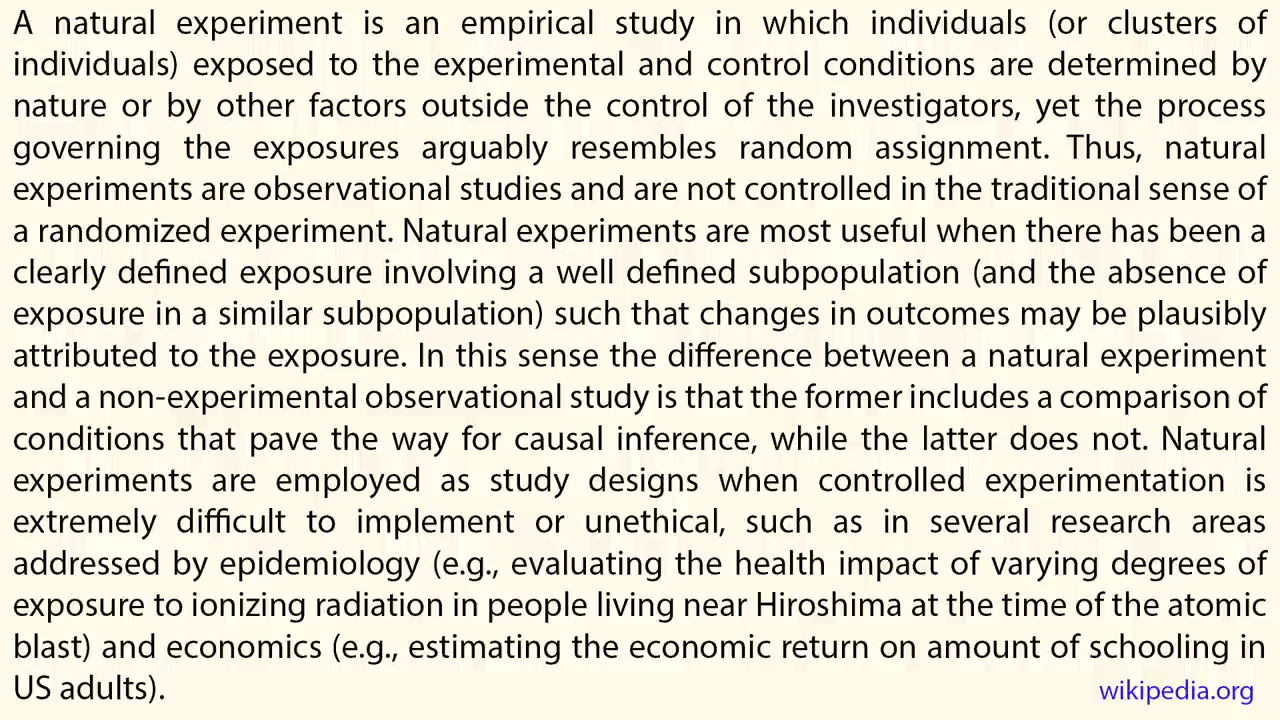 A natural experiment is an empirical study in which individuals (or clusters of
individuals) exposed to the experimental and control conditions are determined by
nature or by other factors outside the control of the investigators, yet the process
governing the exposures arguably resembles random assignment. Thus, natural
experiments are observational studies and are not controlled in the traditional sense of
a randomized experiment. Natural experiments are most useful when there has been a
clearly defined exposure involving a well defined subpopulation (and the absence of
exposure in a similar subpopulation) such that changes in outcomes may be plausibly
attributed to the exposure. In this sense the difference between a natural experiment
and a non-experimental observational study is that the former includes a comparison of
conditions that pave the way for causal inference, while the latter does not. Natural
experiments are employed as study designs when controlled experimentation is
extremely difficult to implement or unethical, such as in several research areas
addressed by epidemiology (e.g., evaluating the health impact of varying degrees of
exposure to ionizing radiation in people living near Hiroshima at the time of the atomic
blast) and economics (e.g., estimating the economic return on amount of schooling in
US adults).
wikipedia.org